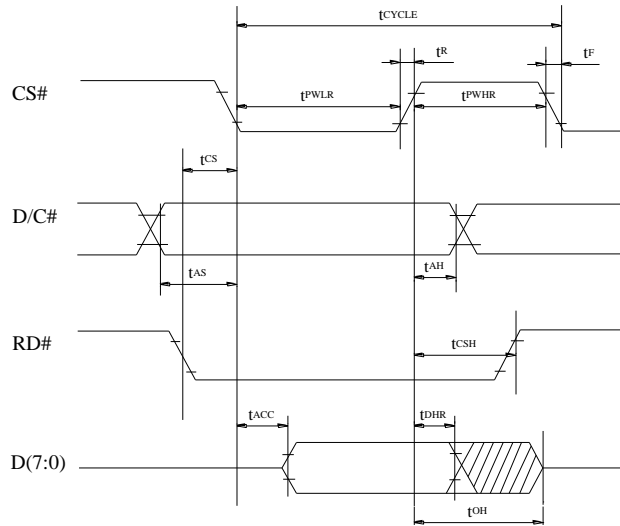 tCYCLE
tR
tF
CS#
tPWLR
tPWHR
tCS
D/C#
tAS
tAH
RD#
tCSH
tACC
tDHR
D(7:0)
tOH